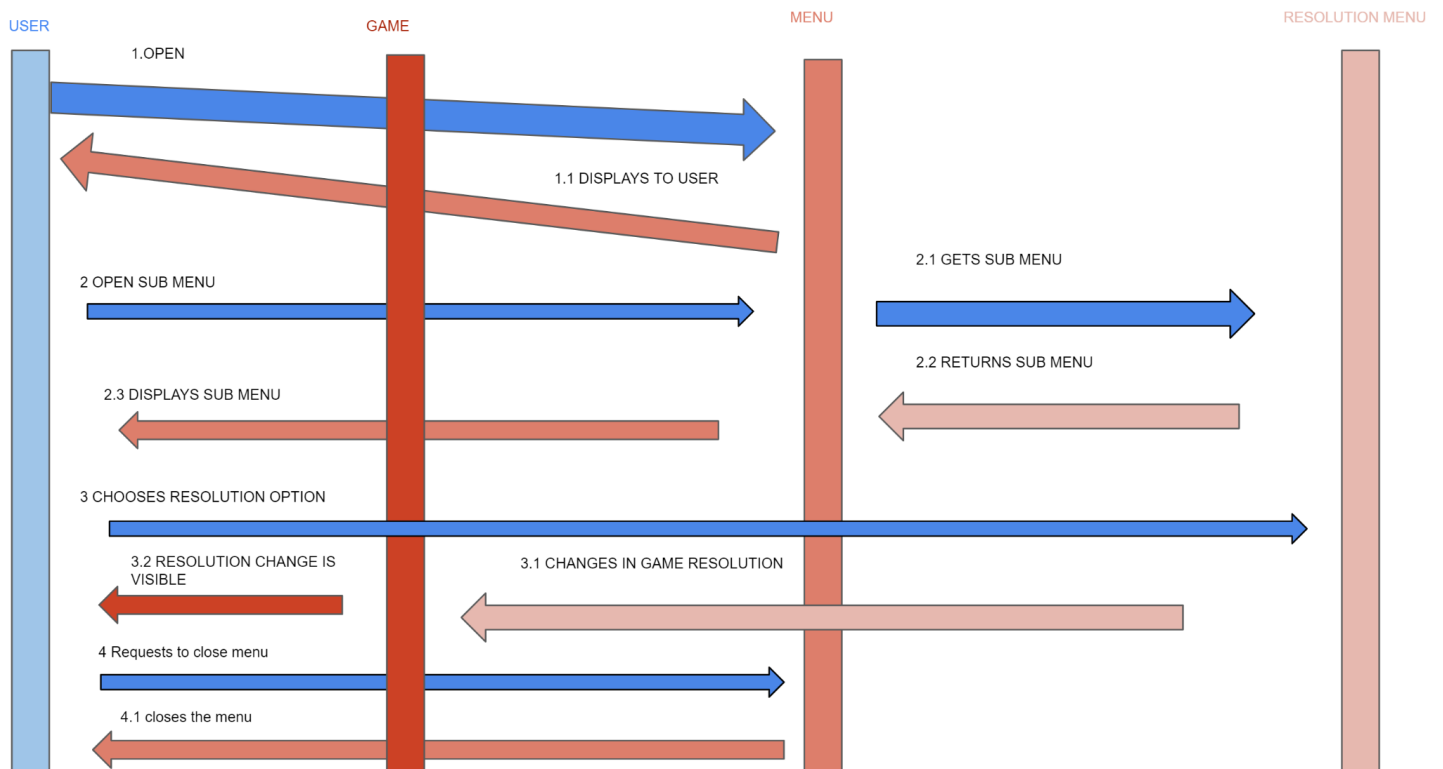 USER
GAME
MENU
RESOLUTION MENU
1.OPEN
1.1 DISPLAYS TO USER
2 OPEN SUB MENU
2.1 GETS SUB MENU
2.2 RETURNS SUB MENU
2.3 DISPLAYS SUB MENU
3 CHOOSES RESOLUTION OPTION
3.1 CHANGES IN GAME RESOLUTION
3.2 RESOLUTION CHANGE IS
VISIBLE
4 Requests to close menu
4.1 closes the menu